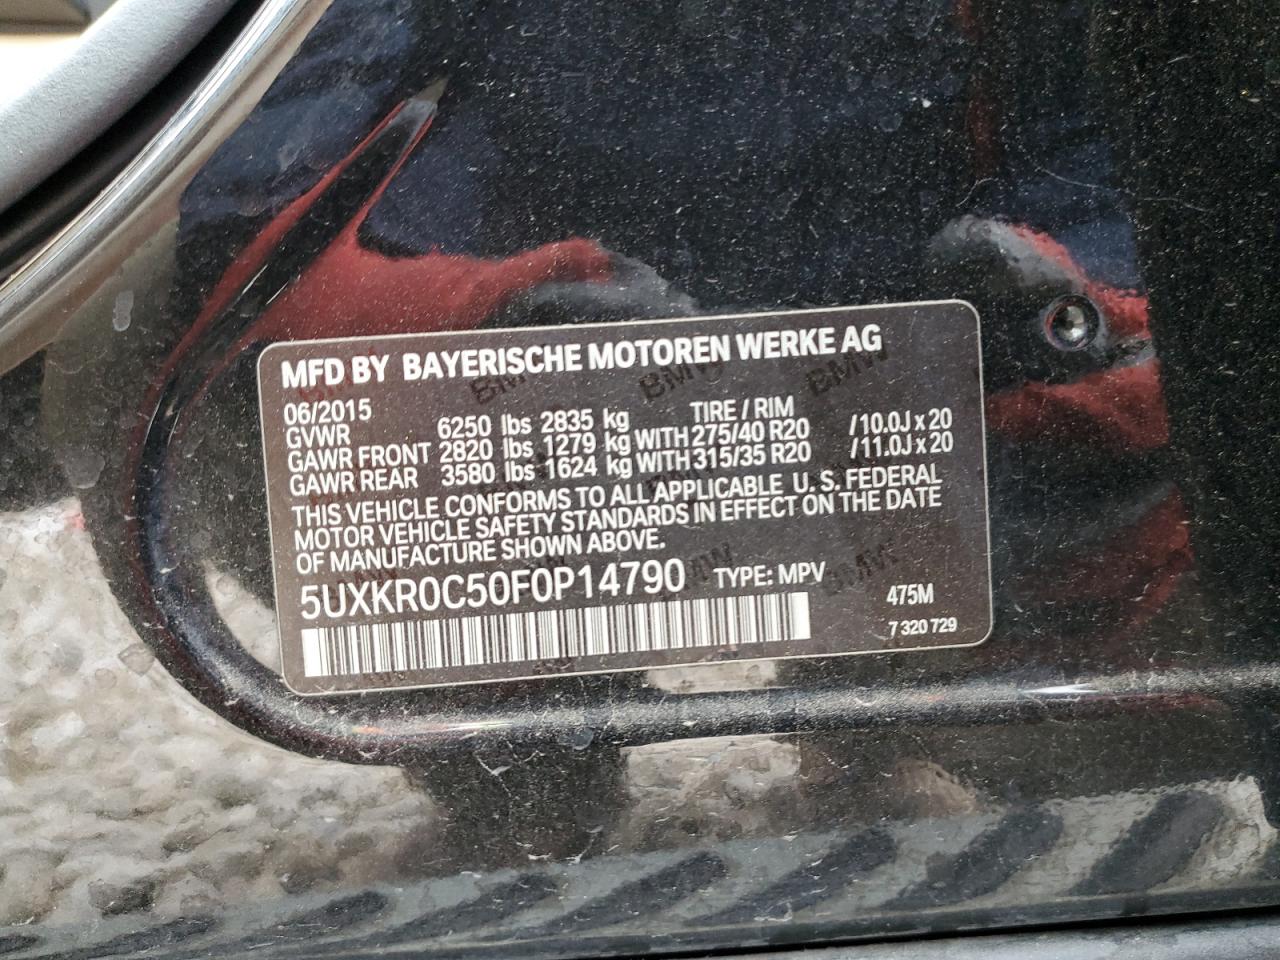 MFD BY BAYERISCHE MOTOREN WERKE AG
06/2015 TIRE / RIM
GVWR 6250 lbs 2835 kg
GAWR FRONT 2820 lbs 1279 kg WITH 275/40 R20 /10.0J x 20
GAWR REAR 3580 lbs 1624 kg WITH 315/35 R20 /11.0J x 20
THIS VEHICLE CONFORMS TO ALL APPLICABLE U.S. FEDERAL
MOTOR VEHICLE SAFETY STANDARDS IN EFFECT ON THE DATE
OF MANUFACTURE SHOWN ABOVE.
5UXKR0C50F0P14790 TYPE: MPV 475M
7 320 729
BMW BMW BMW